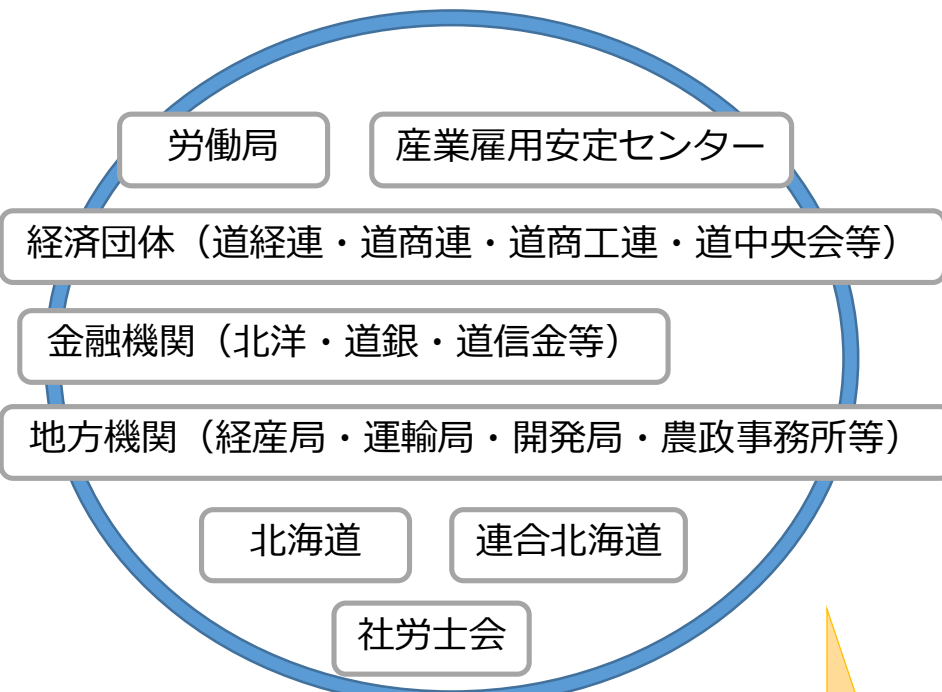 労働局
産業雇用安定センター
経済団体（道経連・道商連・道商工連・道中央会等）
金融機関（北洋・道銀・道信金等）
地方機関（経産局・運輸局・開発局・農政事務所等）
北海道
連合北海道
社労士会